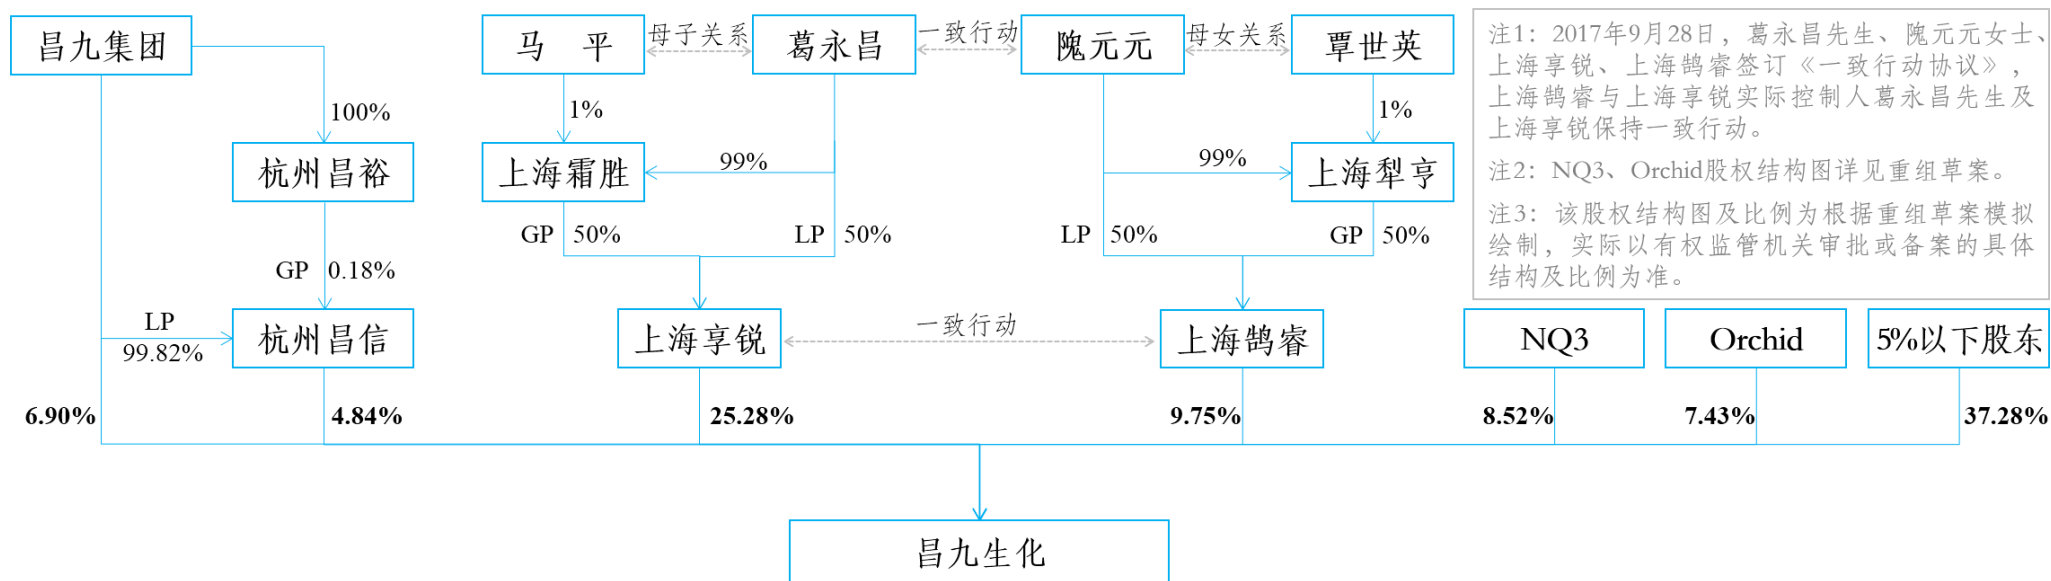 昌九集团
马 平
母子关系
葛永昌
一致行动
隗元元
母女关系
覃世英
注1：2017年9月28日，葛永昌先生、隗元元女士、
上海享锐、上海鹄睿签订《一致行动协议》，
上海鹄睿与上海享锐实际控制人葛永昌先生及
上海享锐保持一致行动。
注2：NQ3、Orchid股权结构图详见重组草案。
注3：该股权结构图及比例为根据重组草案模拟
绘制，实际以有权监管机关审批或备案的具体
结构及比例为准。
100%
1%
1%
杭州昌裕
上海霜胜
99%
99%
上海犁亨
GP 50%
LP 50%
LP 50%
GP 50%
GP 0.18%
LP
99.82%
杭州昌信
上海享锐
一致行动
上海鹄睿
NQ3
Orchid
5%以下股东
6.90%
4.84%
25.28%
9.75%
8.52%
7.43%
37.28%
昌九生化